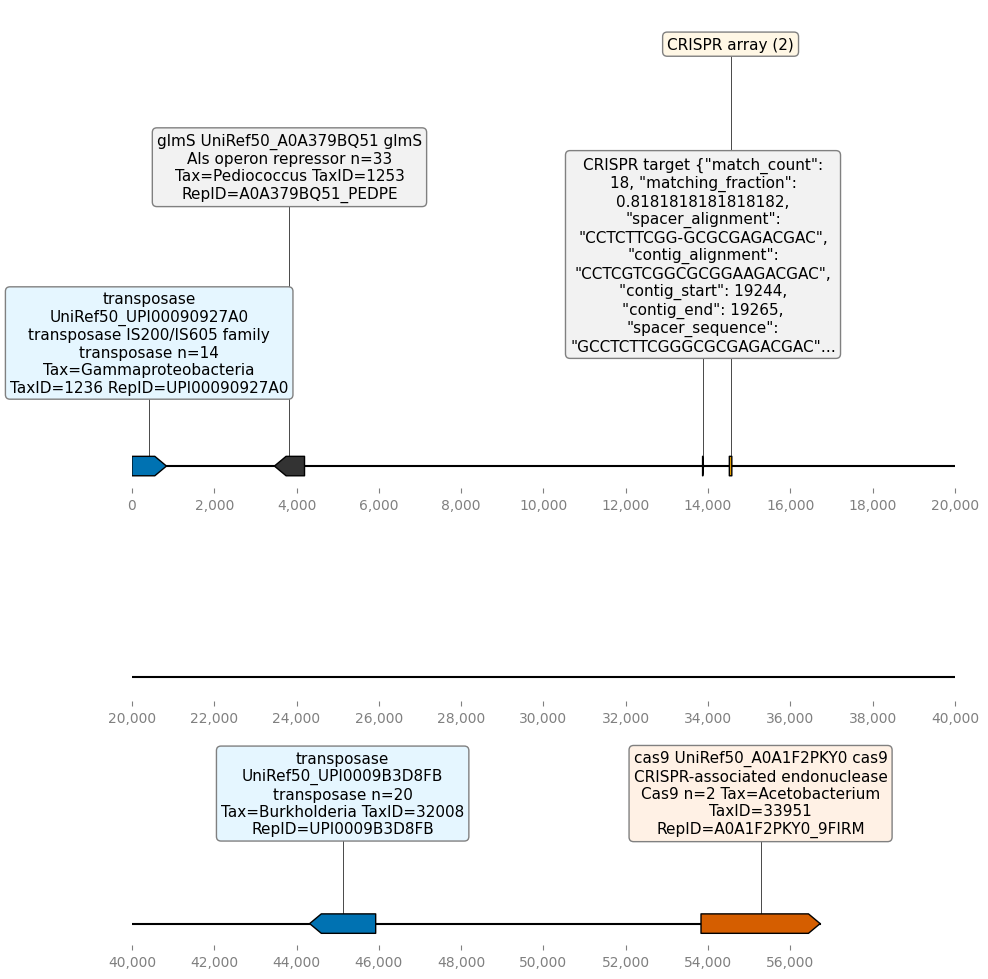 CRISPR array (2)
glmS UniRef50_A0A379BQ51 glmS
Als operon repressor n=33
Tax=Pediococcus TaxID=1253
RepID=A0A379BQ51_PEDPE
CRISPR target {"match_count":
18, "matching_fraction":
0.8181818181818182,
"spacer_alignment":
"CCTCTTCGG-GCGCGAGACGAC",
"contig_alignment":
"CCTCGTCGGCGCGGAAGACGAC",
"contig_start": 19244,
"contig_end": 19265,
"spacer_sequence":
"GCCTCTTCGGGCGCGAGACGAC"...
transposase
UniRef50_UPI00090927A0
transposase IS200/IS605 family
transposase n=14
Tax=Gammaproteobacteria
TaxID=1236 RepID=UPI00090927A0
0 2,000 4,000 6,000 8,000 10,000 12,000 14,000 16,000 18,000 20,000
20,000 22,000 24,000 26,000 28,000 30,000 32,000 34,000 36,000 38,000 40,000
transposase
UniRef50_UPI0009B3D8FB
transposase n=20
Tax=Burkholderia TaxID=32008
RepID=UPI0009B3D8FB
cas9 UniRef50_A0A1F2PKY0 cas9
CRISPR-associated endonuclease
Cas9 n=2 Tax=Acetobacterium
TaxID=33951
RepID=A0A1F2PKY0_9FIRM
40,000 42,000 44,000 46,000 48,000 50,000 52,000 54,000 56,000